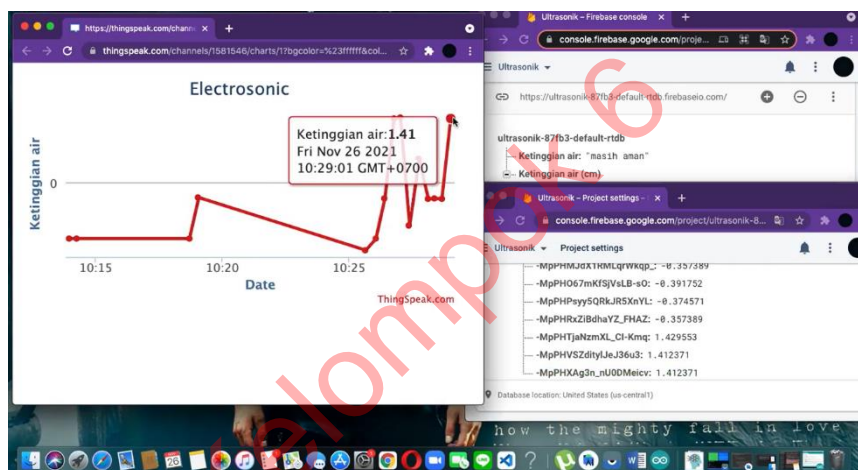 https://thingspeak.com/chann
thingspeak.com/channels/1581546/charts/1?bgcolor=%23ffffff&col...
Electrosonic
Ketinggian air
0
Ketinggian air:1.41
Fri Nov 26 2021
10:29:01 GMT+0700
10:15
10:20
10:25
Date
ThingSpeak.com
Ultrasonik – Firebase console
console.firebase.google.com/proje...
Ultrasonik
https://ultrasonik-87fb3-default-rtdb.firebaseio.com/
ultrasonik-87fb3-default-rtdb
Ketinggian air: "masih aman"
Ketinggian air (cm)
Ultrasonik – Project settings –
console.firebase.google.com/project/ultrasonik-8...
Ultrasonik
Project settings
-0.357389
-MpPHO67mKfSjVsLB-sO: -0.391752
-MpPHPsyy5QRkJR5XnYL: -0.374571
-MpPHRxZiBdhaYZ_FHAZ: -0.357389
-MpPHTjaNzmXL_CI-Kmq: 1.429553
-MpPHVSZdityIJeJ36u3: 1.412371
-MpPHXAg3n_nU0DMeicv: 1.412371
Database location: United States (us-central1)
how the mighty fall in love
26
Kelompok 6